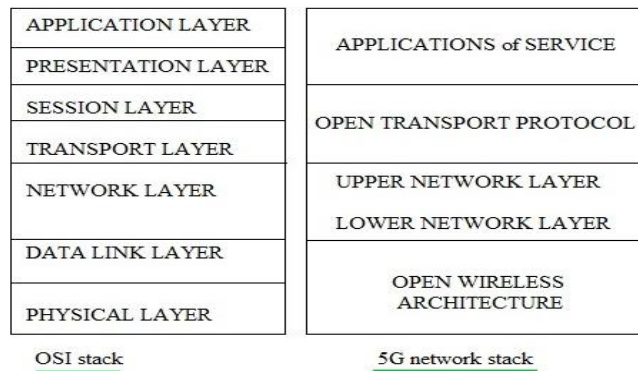 APPLICATION LAYER
PRESENTATION LAYER
SESSION LAYER
TRANSPORT LAYER
NETWORK LAYER
DATA LINK LAYER
PHYSICAL LAYER
OSI stack
APPLICATIONS of SERVICE
OPEN TRANSPORT PROTOCOL
UPPER NETWORK LAYER
LOWER NETWORK LAYER
OPEN WIRELESS
ARCHITECTURE
5G network stack